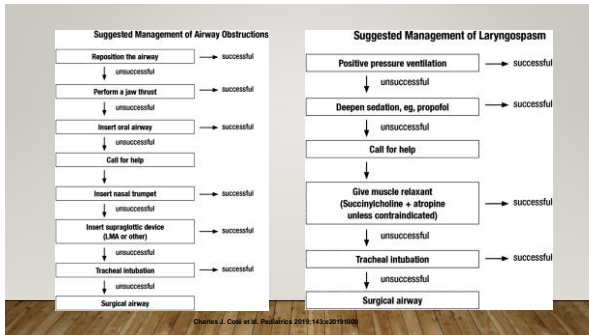 Suggested Management of Airway Obstructions
Reposition the airway
successful
unsuccessful
Perform a jaw thrust
successful
unsuccessful
Insert oral airway
successful
unsuccessful
Call for help
Insert nasal trumpet
successful
unsuccessful
Insert supraglottic device
(LMA or other)
successful
unsuccessful
Tracheal intubation
successful
unsuccessful
Surgical airway
Suggested Management of Laryngospasm
Positive pressure ventilation
successful
unsuccessful
Deepen sedation, eg, propofol
successful
unsuccessful
Call for help
Give muscle relaxant
(Succinylcholine + atropine
unless contraindicated)
successful
unsuccessful
Tracheal intubation
successful
unsuccessful
Surgical airway
Charles J. Coté et al. Pediatrics 2019;143:e20191000